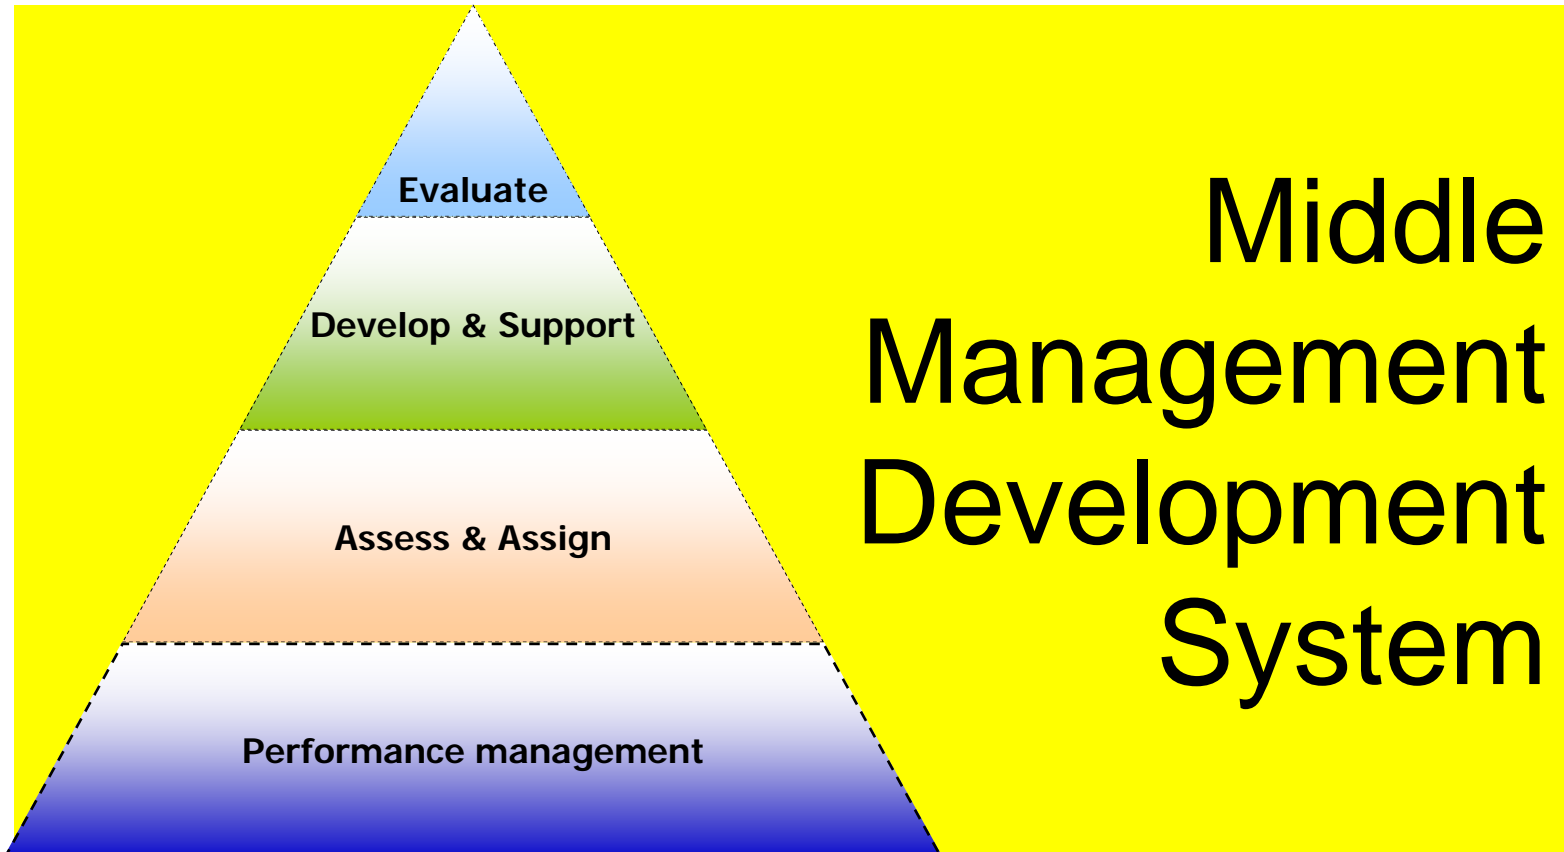 Evaluate
Develop & Support
Assess & Assign
Performance management
Middle
Management
Development
System